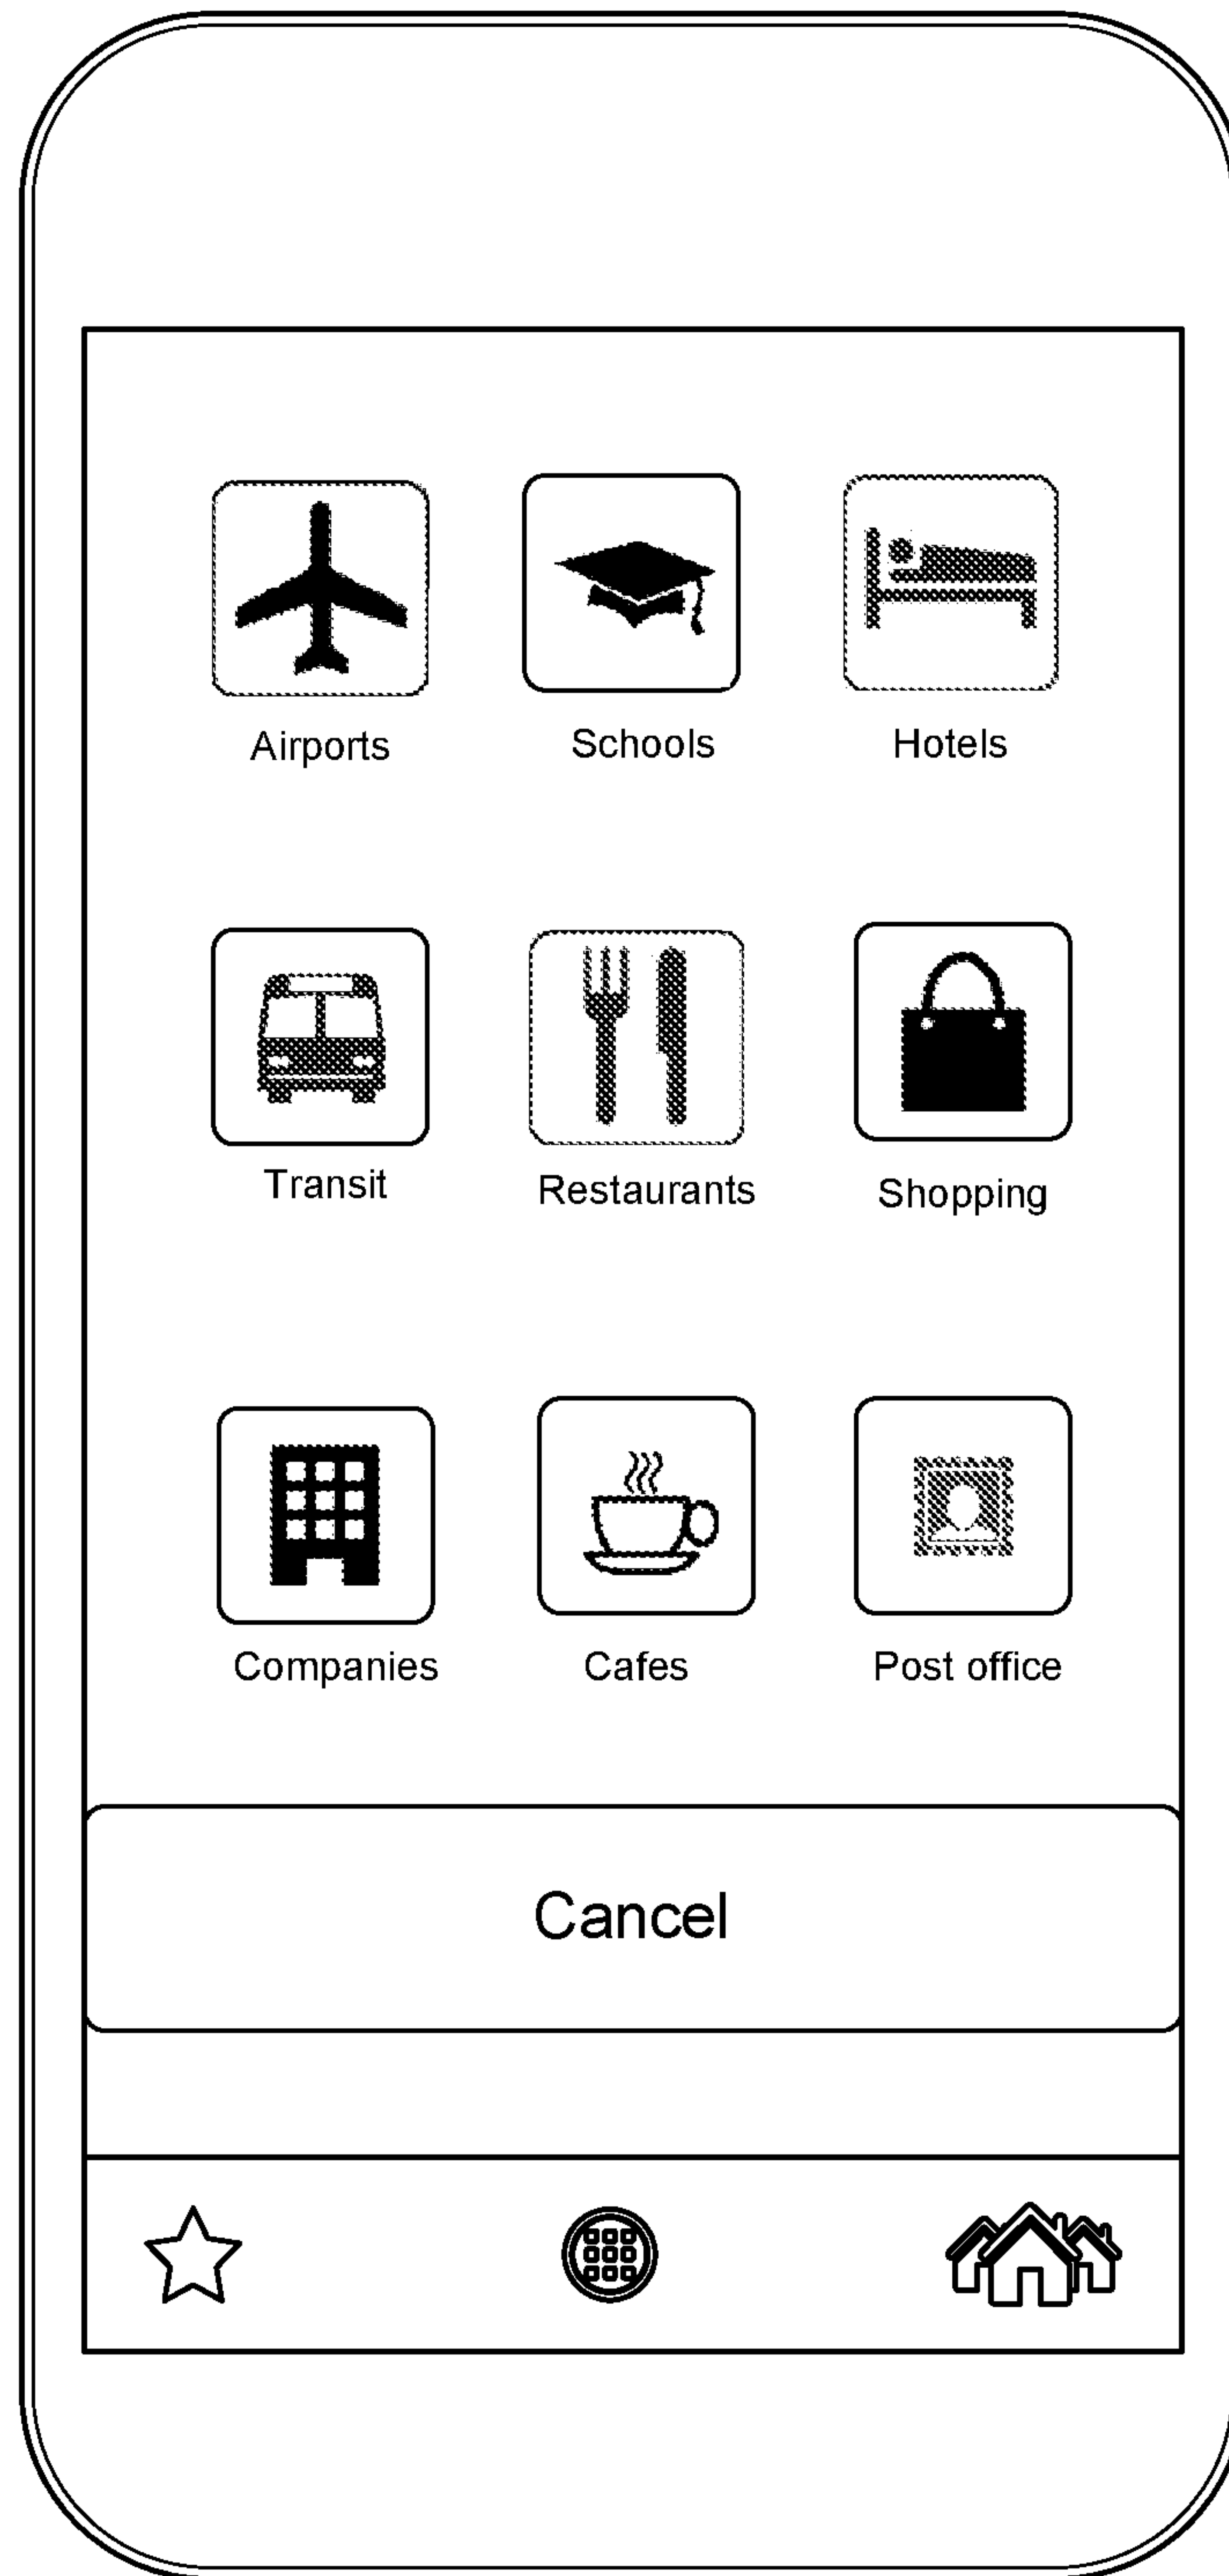 Airports Schools Hotels
Transit Restaurants Shopping
Companies Cafes Post office
Cancel